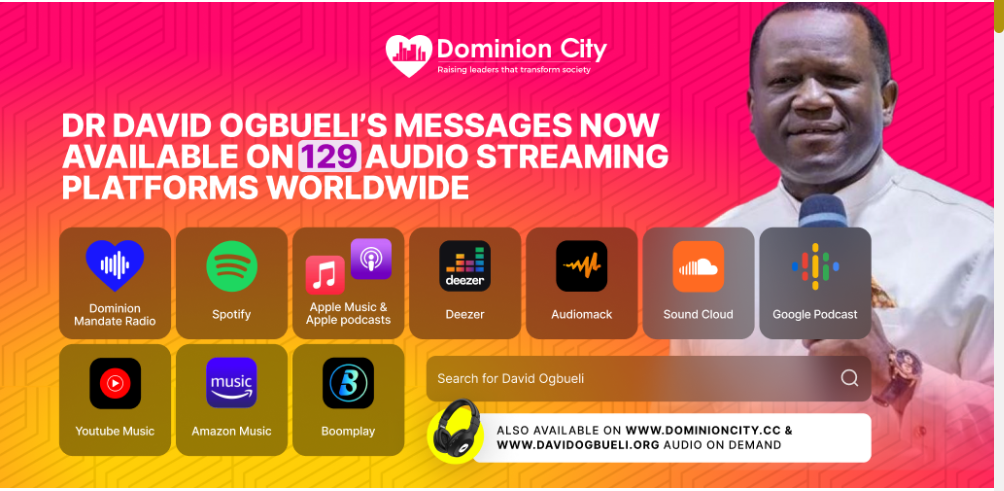 Dominion City
Raising leaders that transform society
DR DAVID OGBUELI'S MESSAGES NOW
AVAILABLE ON 129 AUDIO STREAMING
PLATFORMS WORLDWIDE
Dominion
Mandate Radio
Spotify
Apple Music &
Apple podcasts
deezer
Deezer
Audiomack
Sound Cloud
Google Podcast
Youtube Music
music
Amazon Music
B
Boomplay
Search for David Ogbueli
ALSO AVAILABLE ON WWW.DOMINIONCITY.CC &
WWW.DAVIDOGBUELI.ORG AUDIO ON DEMAND